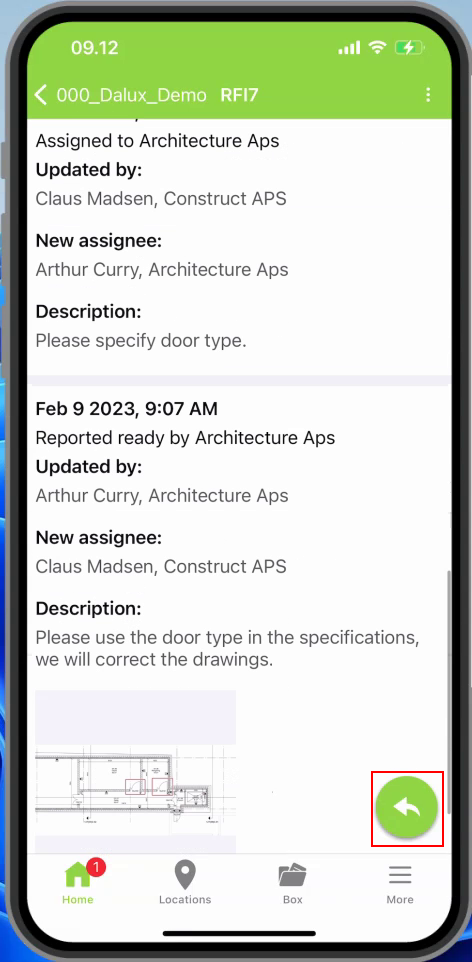 09.12
000_Dalux_Demo RFI7
Assigned to Architecture Aps
Updated by:
Claus Madsen, Construct APS
New assignee:
Arthur Curry, Architecture Aps
Description:
Please specify door type.
Feb 9 2023, 9:07 AM
Reported ready by Architecture Aps
Updated by:
Arthur Curry, Architecture Aps
New assignee:
Claus Madsen, Construct APS
Description:
Please use the door type in the specifications,
we will correct the drawings.
1
Home Locations Box More